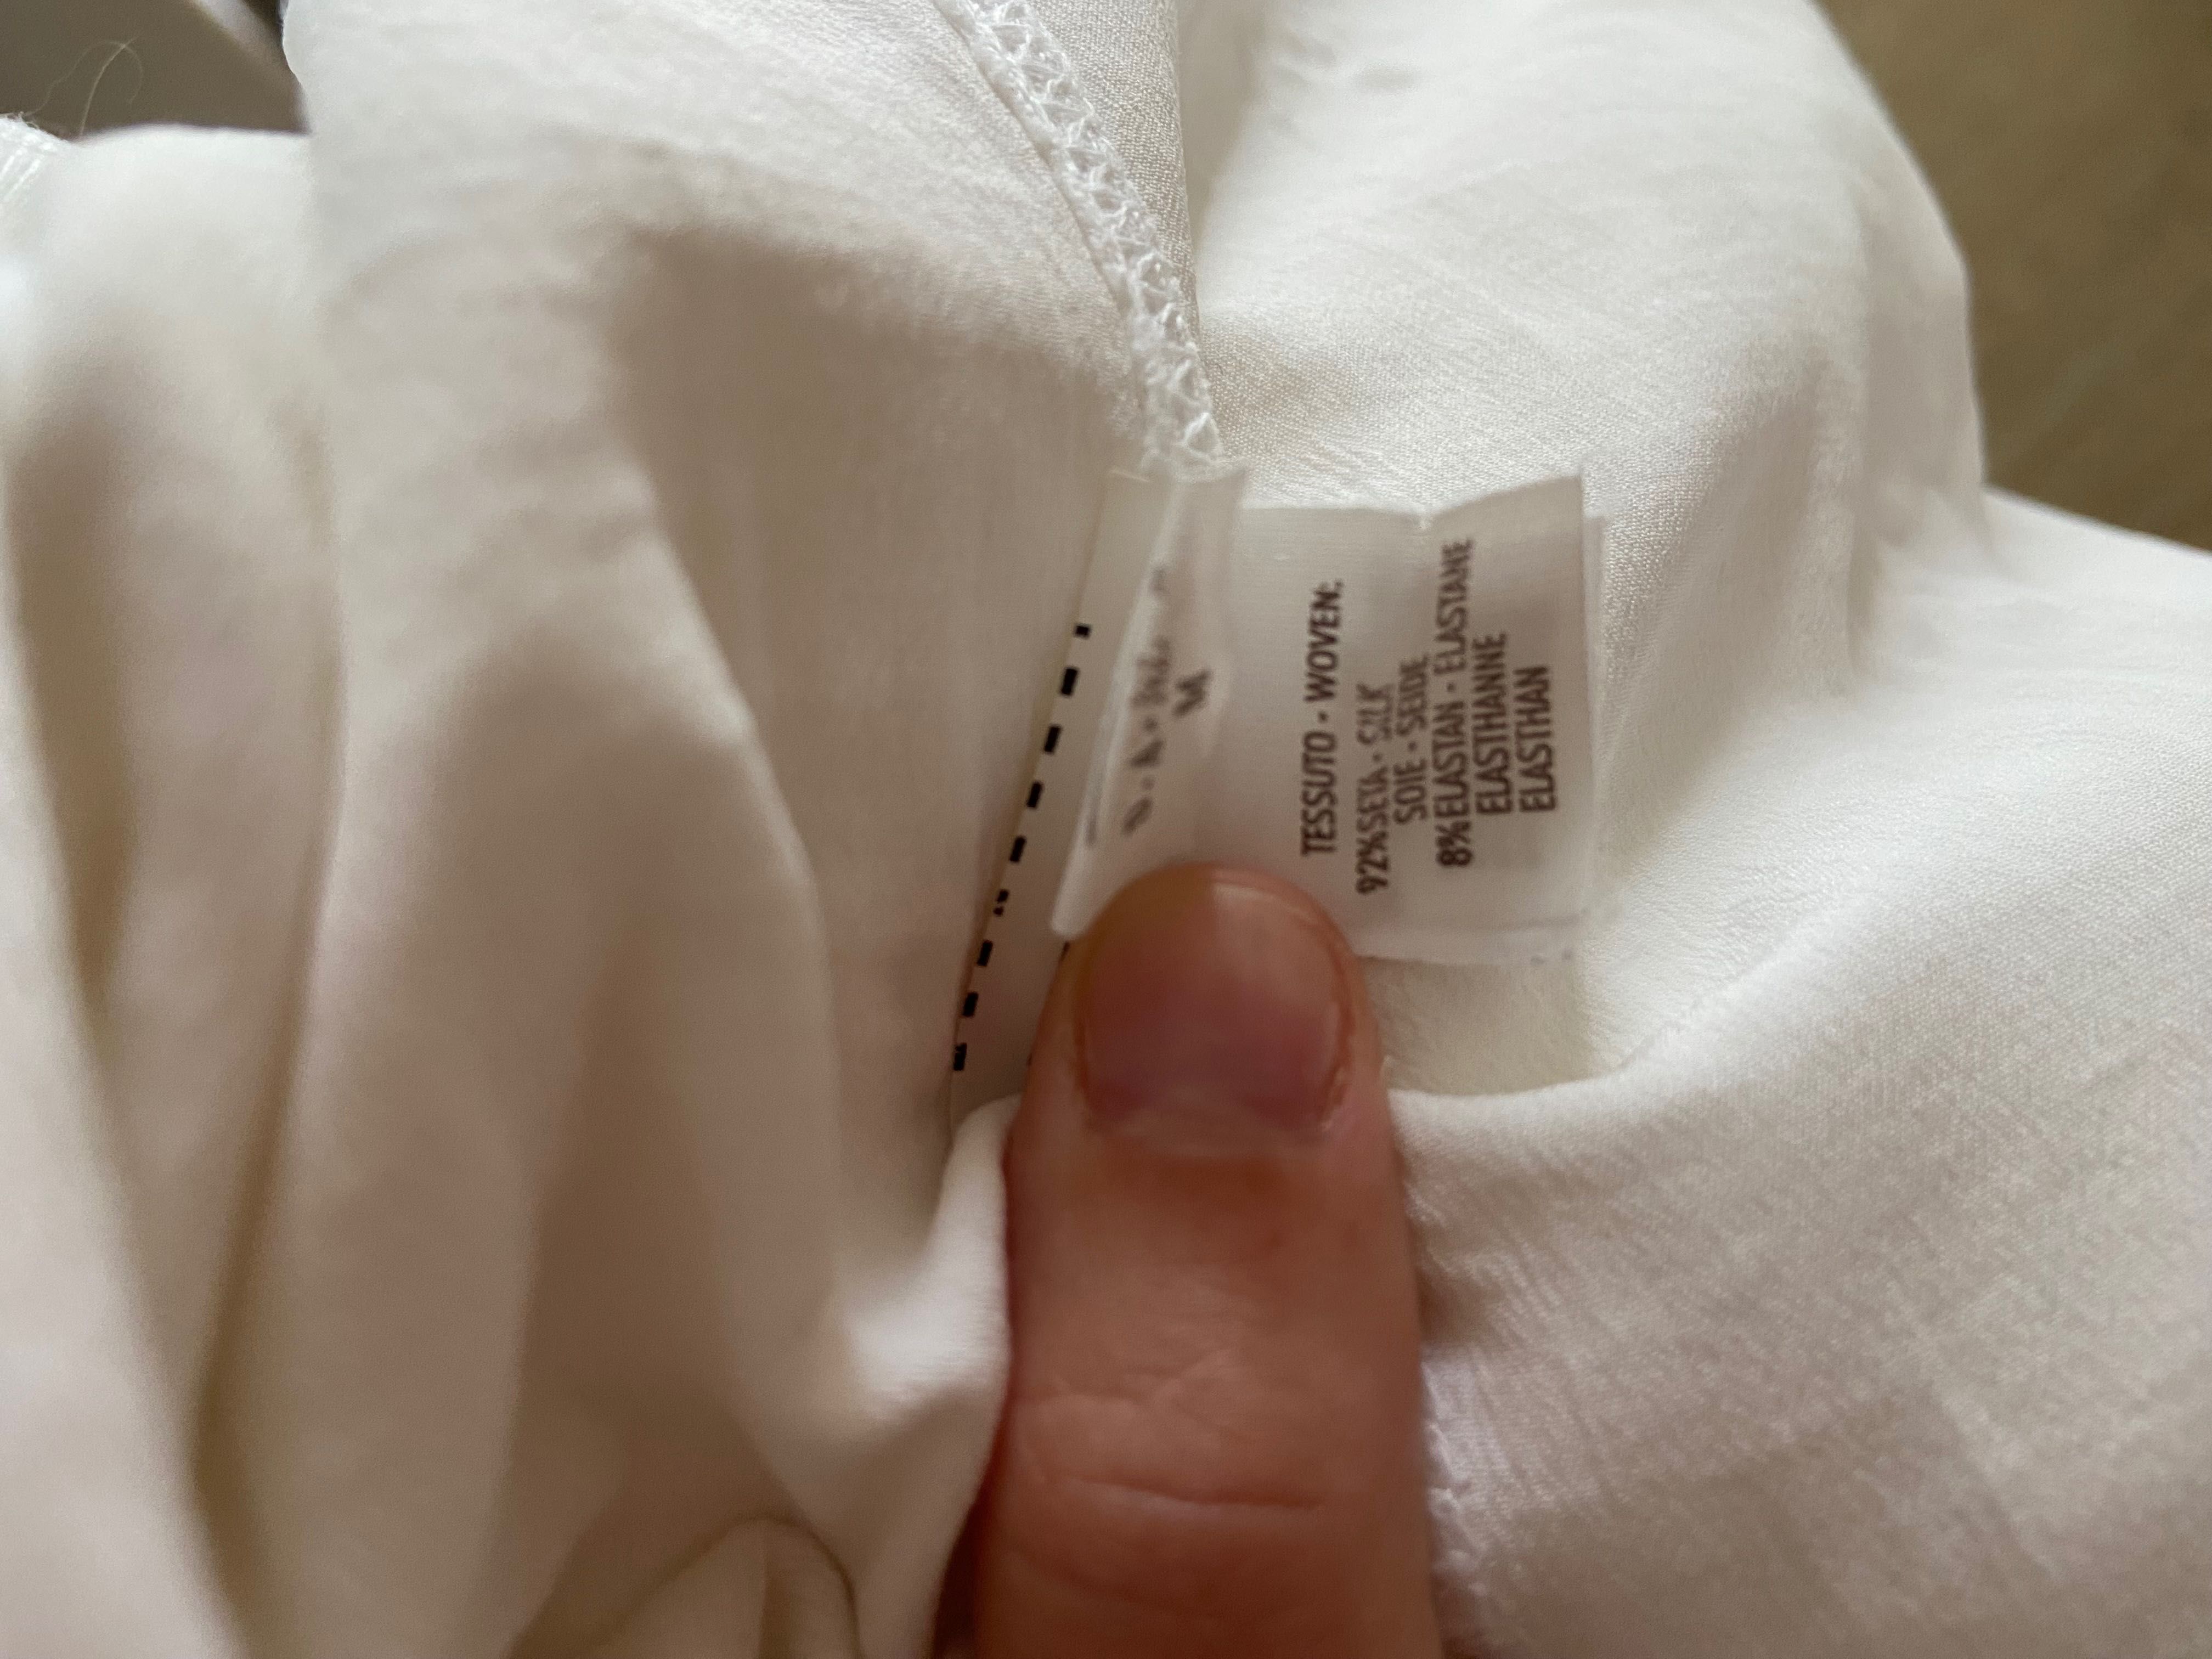 TESSUTO - WOVEN:
92%SETA - SILK
SOIE - SEIDE
8%ELASTAN - ELASTANE
ELASTHANNE
ELASTHAN